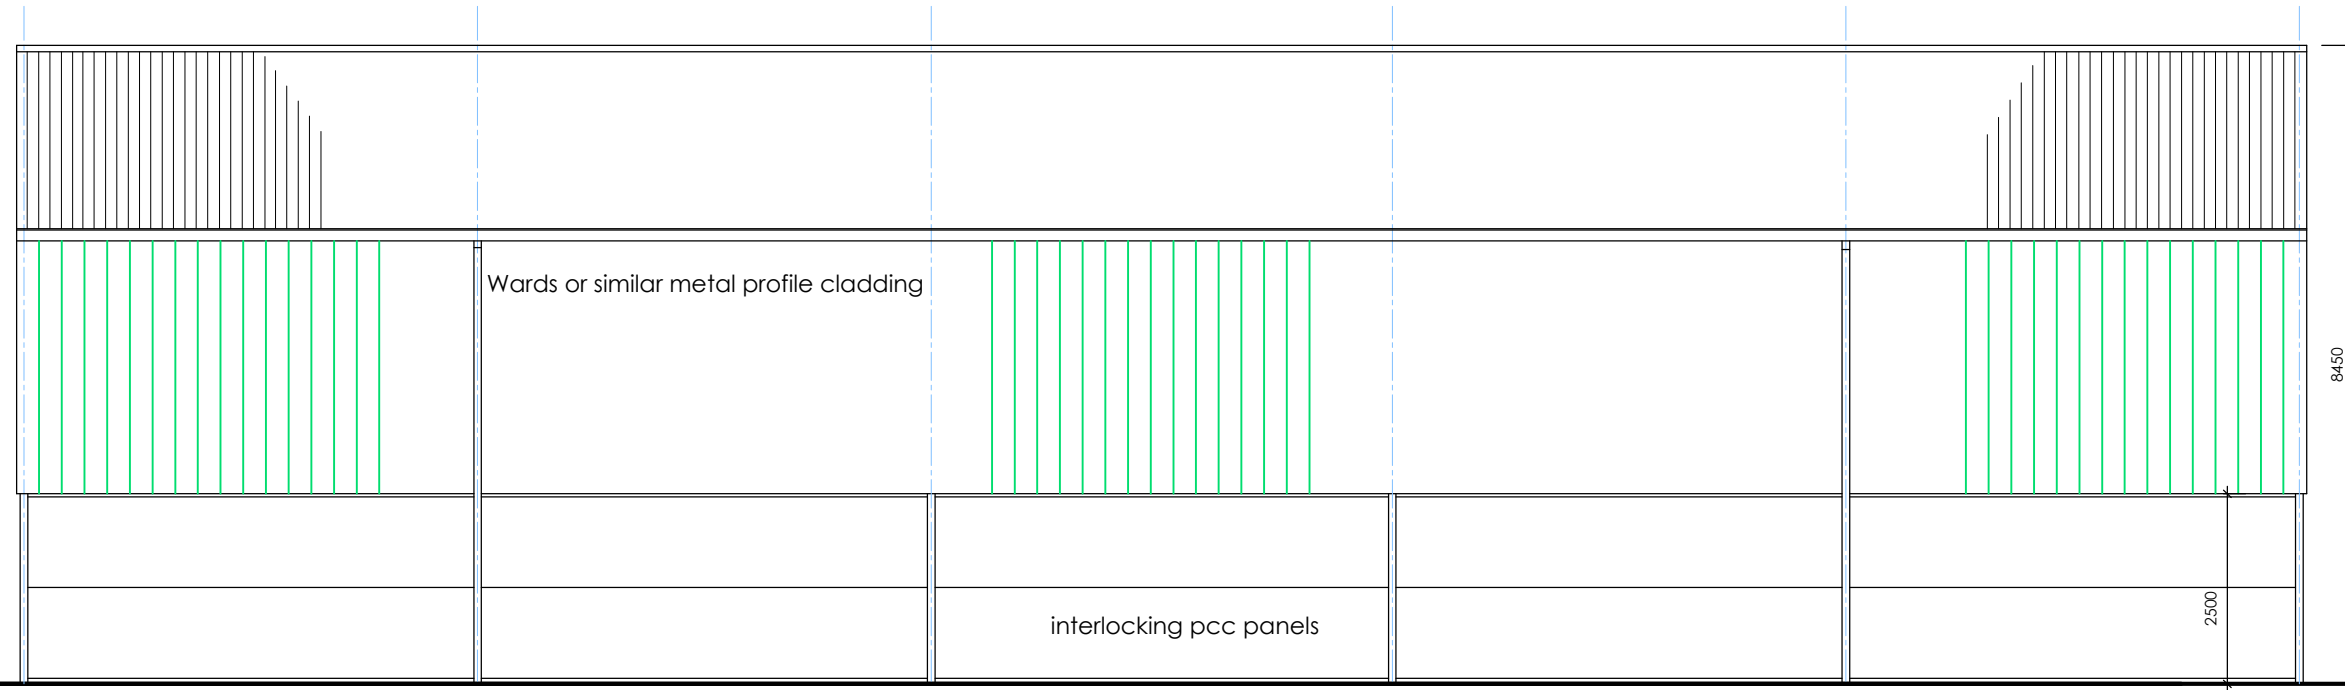 Wards or similar metal profile cladding
8450
2500
interlocking pcc panels